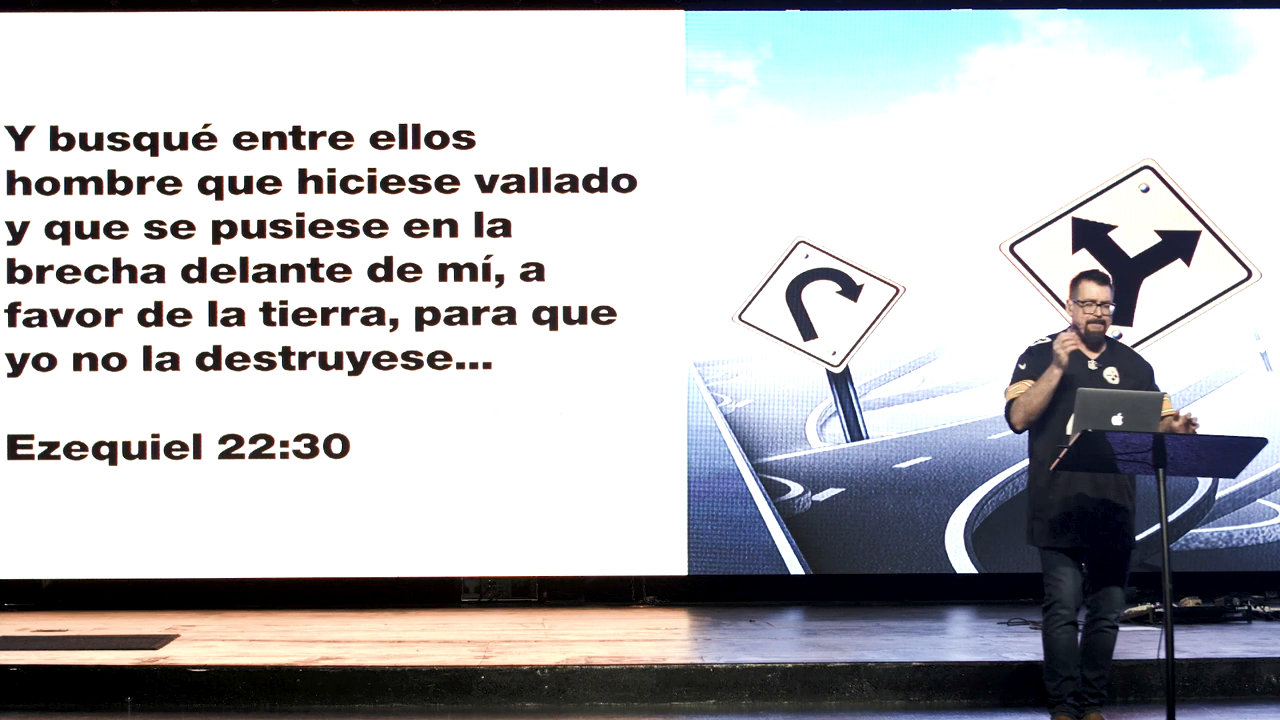 Y busqué entre ellos
hombre que hiciese vallado
y que se pusiese en la
brecha delante de mí, a
favor de la tierra, para que
yo no la destruyese...
Ezequiel 22:30